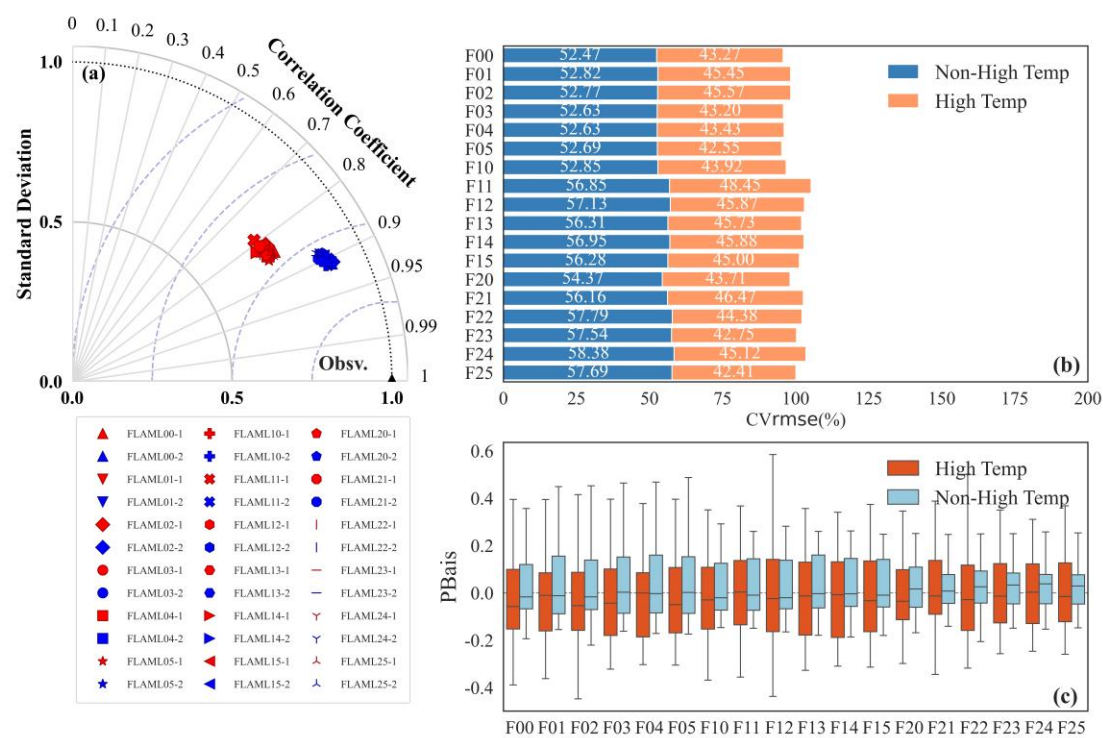 0 0.1 0.2 0.3 0.4 0.5 0.6 0.7 0.8 0.9 0.95 0.99 1
Correlation Coefficient
(a)
Standard Deviation
1.0
0.5
0.0
Obsv.
0.0 0.5 1.0
FLAML00-1 FLAML10-1 FLAML20-1
FLAML00-2 FLAML10-2 FLAML20-2
FLAML01-1 FLAML11-1 FLAML21-1
FLAML01-2 FLAML11-2 FLAML21-2
FLAML02-1 FLAML12-1 FLAML22-1
FLAML02-2 FLAML12-2 FLAML22-2
FLAML03-1 FLAML13-1 FLAML23-1
FLAML03-2 FLAML13-2 FLAML23-2
FLAML04-1 FLAML14-1 FLAML24-1
FLAML04-2 FLAML14-2 FLAML24-2
FLAML05-1 FLAML15-1 FLAML25-1
FLAML05-2 FLAML15-2 FLAML25-2
F00 52.47 43.27
F01 52.82 45.45
F02 52.77 45.57
F03 52.63 43.20
F04 52.63 43.43
F05 52.69 42.55
F10 52.85 43.92
F11 56.85 48.45
F12 57.13 45.87
F13 56.31 45.73
F14 56.95 45.88
F15 56.28 45.00
F20 54.37 43.71
F21 56.16 46.47
F22 57.79 44.38
F23 57.54 42.75
F24 58.38 45.12
F25 57.69 42.41
Non-High Temp
High Temp
(b)
0 25 50 75 100 125 150 175 200
CVrmse(%)
PBais
0.6
0.4
0.2
0.0
-0.2
-0.4
High Temp
Non-High Temp
(c)
F00 F01 F02 F03 F04 F05 F10 F11 F12 F13 F14 F15 F20 F21 F22 F23 F24 F25